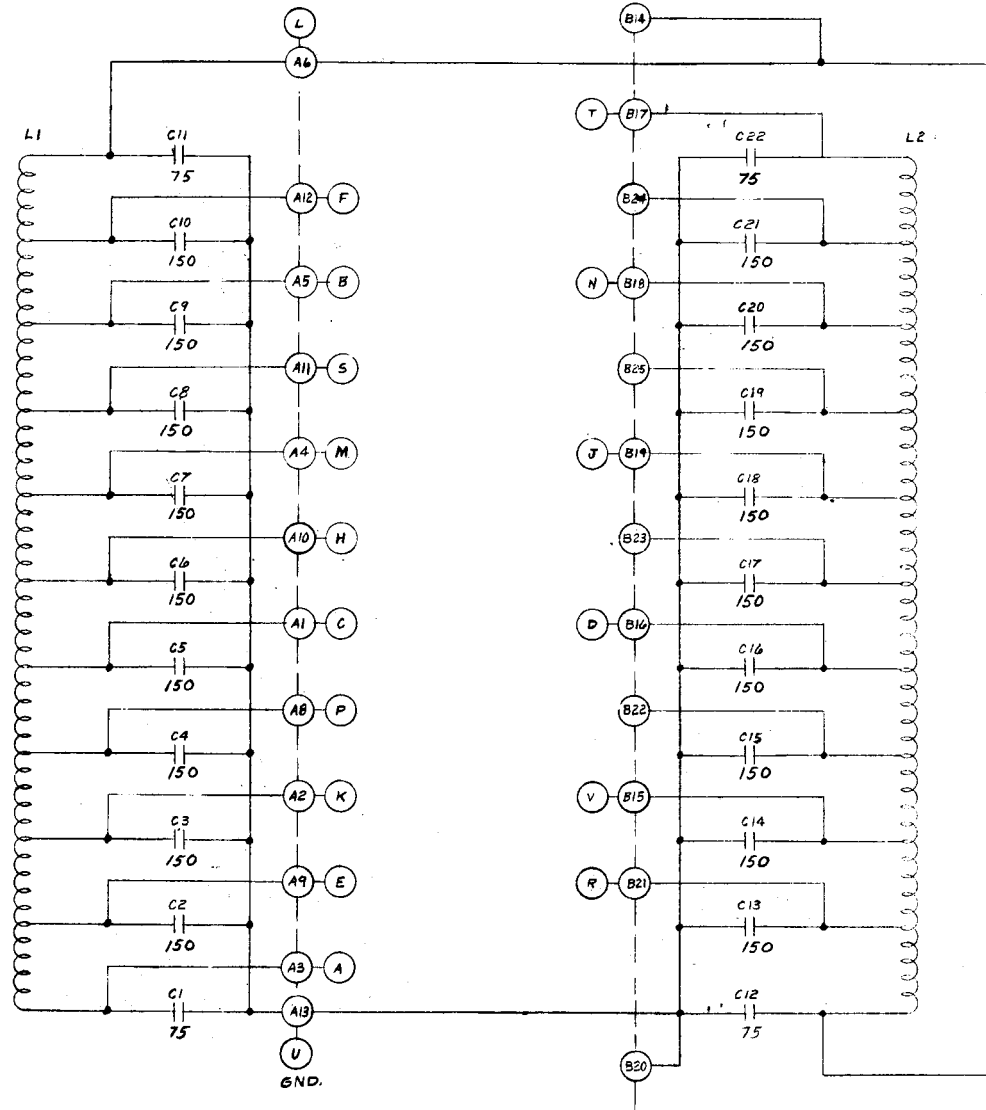 L
B14
A6
T
B17
L1
C11
75
C22
75
L2
A12
F
B24
C10
150
C21
150
A5
B
N
B18
C9
150
C20
150
A11
S
B25
C8
150
C19
150
A4
M
J
B19
C7
150
C18
150
A10
H
B23
C6
150
C17
150
A1
C
D
B16
C5
150
C16
150
A8
P
B22
C4
150
C15
150
A2
K
V
B15
C3
150
C14
150
A9
E
R
B21
C2
150
C13
150
A3
A
C1
75
A13
C12
75
U
GND.
B20